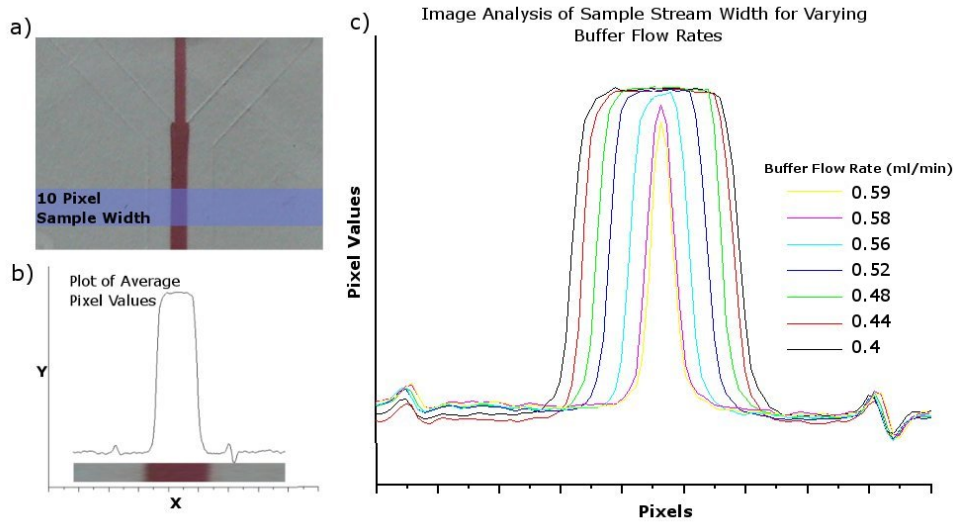 a)
10 Pixel
Sample Width
b)
Plot of Average
Pixel Values
Y
X
c)
Image Analysis of Sample Stream Width for Varying
Buffer Flow Rates
Pixel Values
Buffer Flow Rate (ml/min)
0.59
0.58
0.56
0.52
0.48
0.44
0.4
Pixels